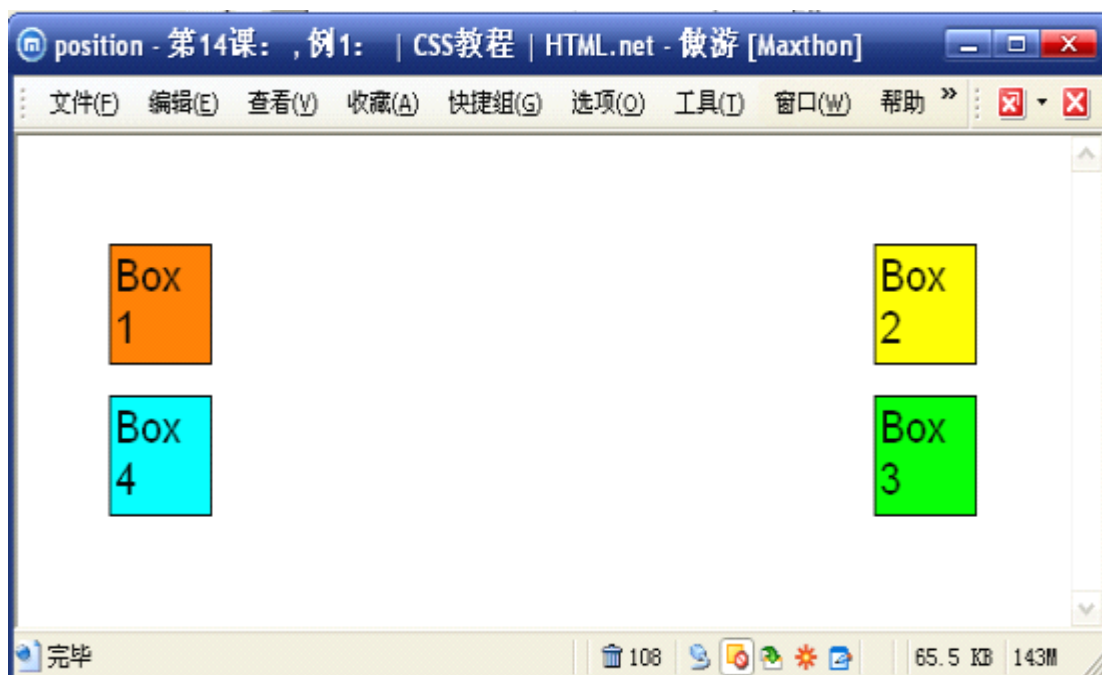 position - 第14课: , 例1: | CSS教程 | HTML.net - 傲游 [Maxthon]
文件(F) 编辑(E) 查看(V) 收藏(A) 快捷组(G) 选项(O) 工具(T) 窗口(W) 帮助 »
Box
1
Box
2
Box
4
Box
3
完毕 108 65.5 KB 143M